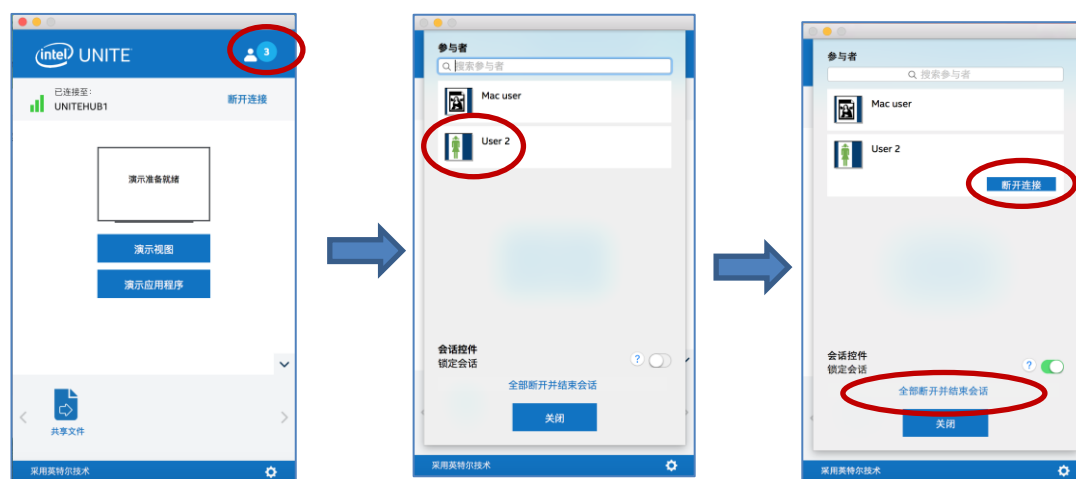 intel UNITE
3
已连接至:
UNITEHUB1
断开连接
演示准备就绪
演示视图
演示应用程序
共享文件
采用英特尔技术
参与者
搜索参与者
Mac user
User 2
会话控件
锁定会话
?
全部断开并结束会话
关闭
采用英特尔技术
参与者
搜索参与者
Mac user
User 2
断开连接
会话控件
锁定会话
?
全部断开并结束会话
关闭
采用英特尔技术